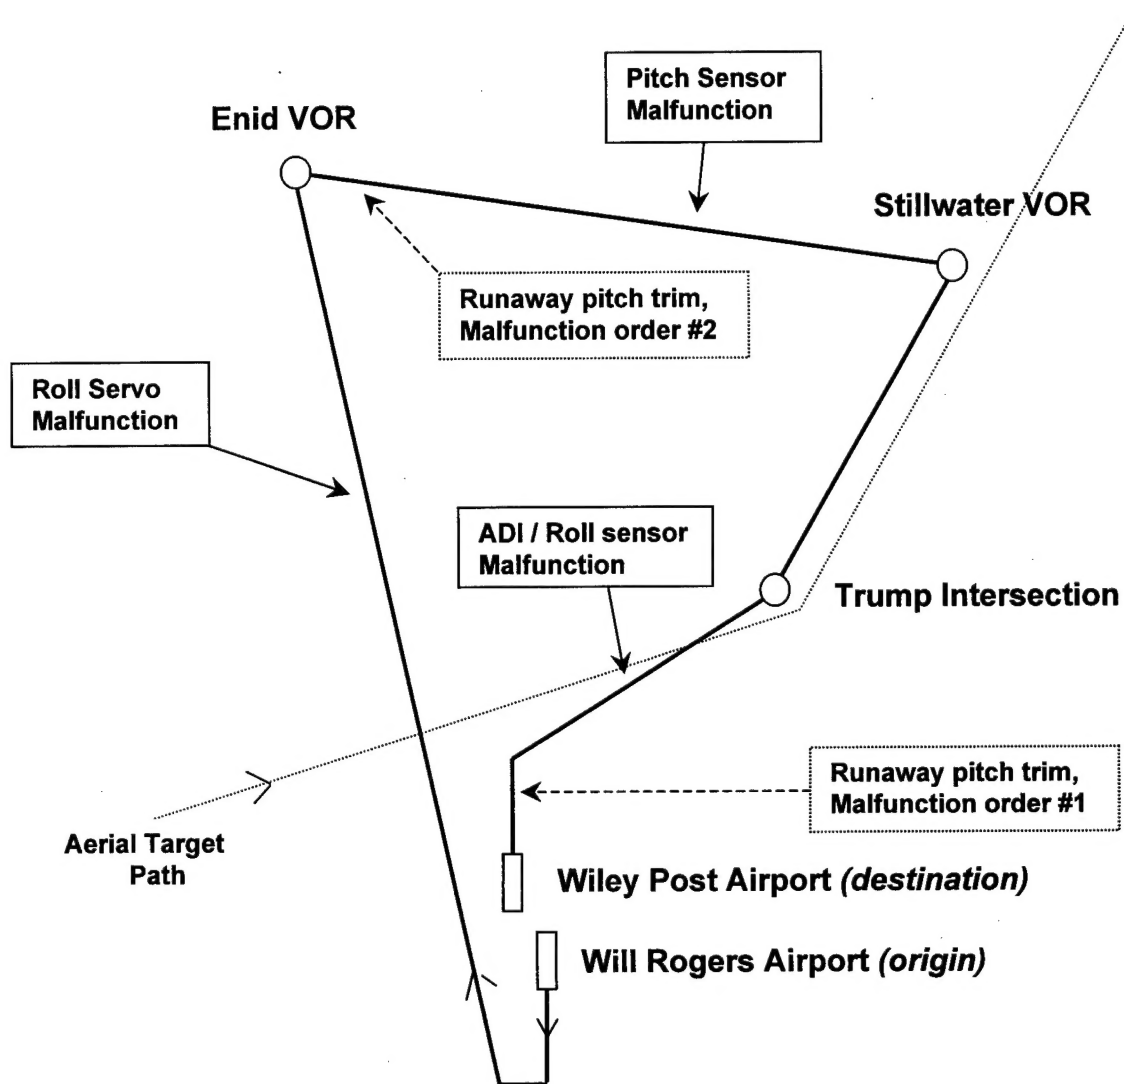 Pitch Sensor
Malfunction
Enid VOR
Stillwater VOR
Runaway pitch trim,
Malfunction order #2
Roll Servo
Malfunction
ADI / Roll sensor
Malfunction
Trump Intersection
Runaway pitch trim,
Malfunction order #1
Aerial Target
Path
Wiley Post Airport (destination)
Will Rogers Airport (origin)